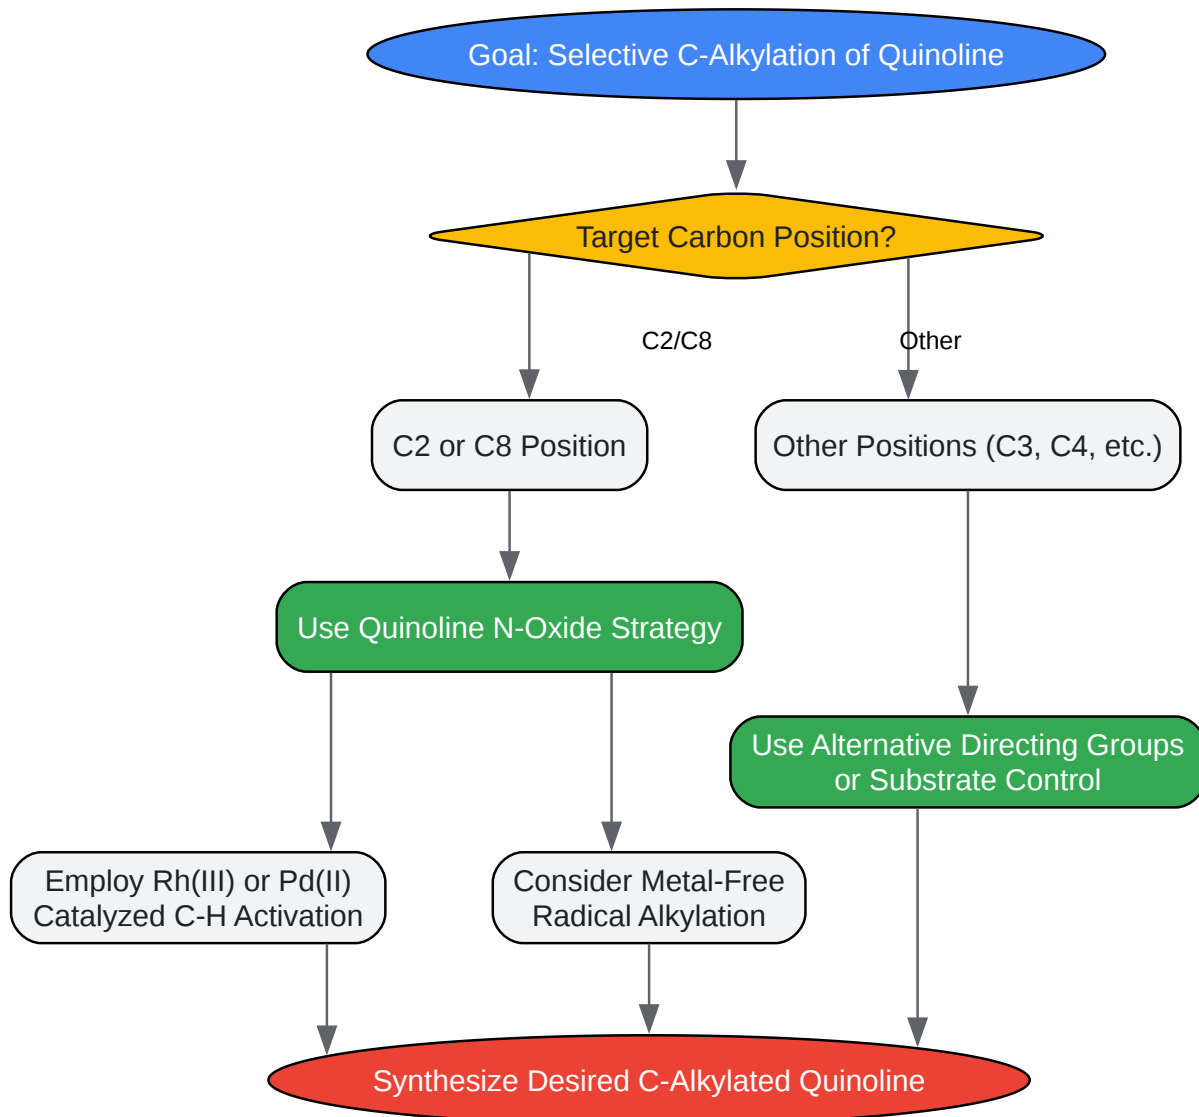 Goal: Selective C-Alkylation of Quinoline
Target Carbon Position?
C2/C8
Other
C2 or C8 Position
Other Positions (C3, C4, etc.)
Use Quinoline N-Oxide Strategy
Use Alternative Directing Groups
or Substrate Control
Employ Rh(III) or Pd(II)
Catalyzed C-H Activation
Consider Metal-Free
Radical Alkylation
Synthesize Desired C-Alkylated Quinoline